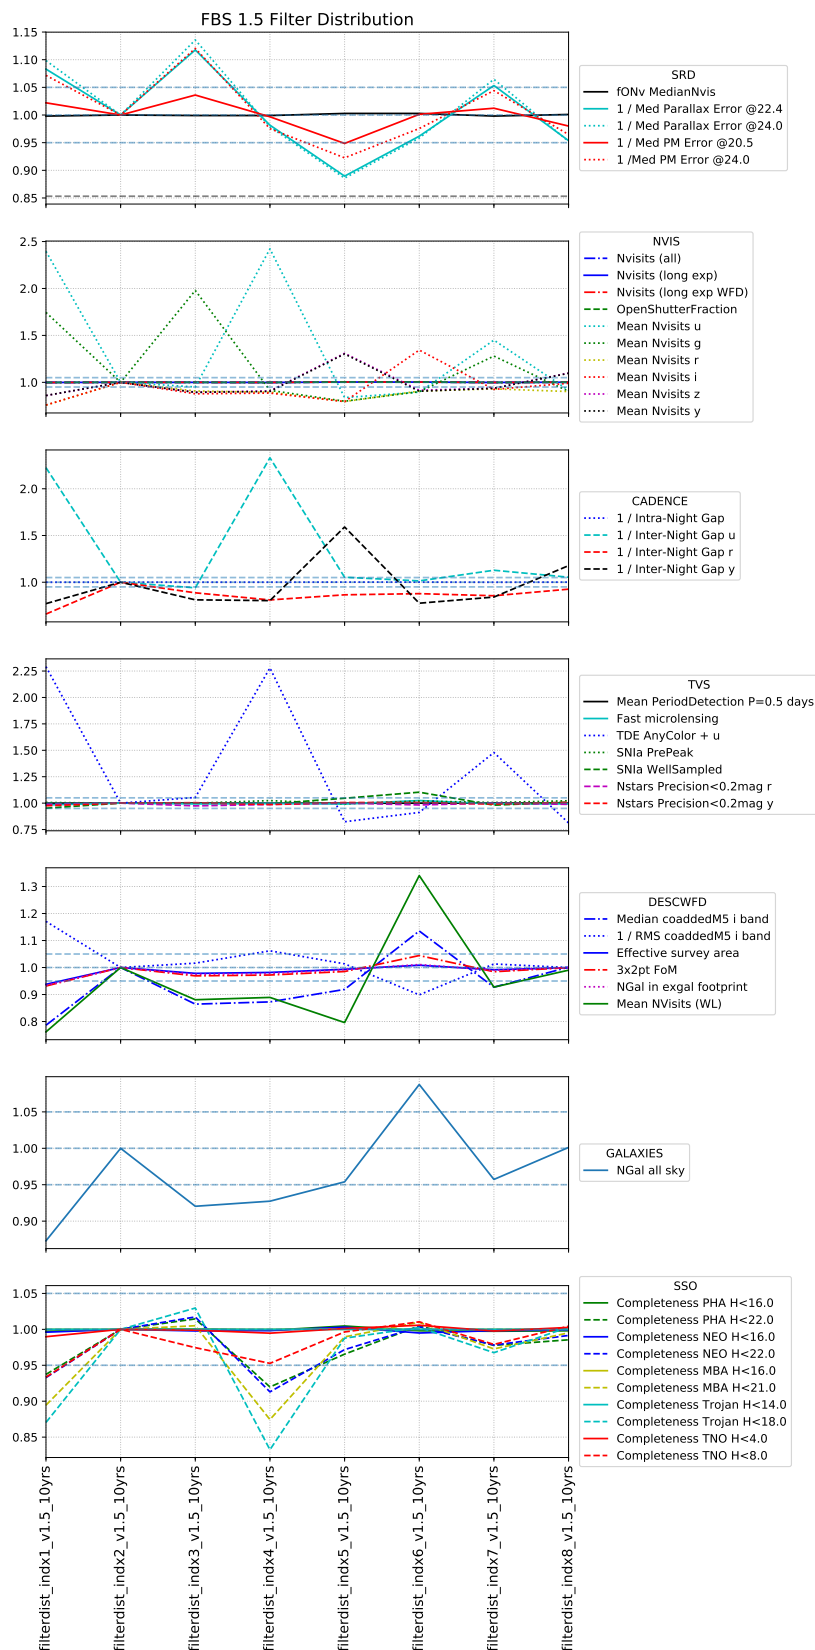 FBS 1.5 Filter Distribution
1.15
1.10
1.05
1.00
0.95
0.90
0.85
SRD
fONv MedianNvis
1 / Med Parallax Error @22.4
1 / Med Parallax Error @24.0
1 / Med PM Error @20.5
1 /Med PM Error @24.0
2.5
2.0
1.5
1.0
NVIS
Nvisits (all)
Nvisits (long exp)
Nvisits (long exp WFD)
OpenShutterFraction
Mean Nvisits u
Mean Nvisits g
Mean Nvisits r
Mean Nvisits i
Mean Nvisits z
Mean Nvisits y
2.0
1.5
1.0
CADENCE
1 / Intra-Night Gap
1 / Inter-Night Gap u
1 / Inter-Night Gap r
1 / Inter-Night Gap y
2.25
2.00
1.75
1.50
1.25
1.00
0.75
TVS
Mean PeriodDetection P=0.5 days
Fast microlensing
TDE AnyColor + u
SNIa PrePeak
SNIa WellSampled
Nstars Precision<0.2mag r
Nstars Precision<0.2mag y
1.3
1.2
1.1
1.0
0.9
0.8
DESCWFD
Median coaddedM5 i band
1 / RMS coaddedM5 i band
Effective survey area
3x2pt FoM
NGal in exgal footprint
Mean NVisits (WL)
1.05
1.00
0.95
0.90
GALAXIES
NGal all sky
1.05
1.00
0.95
0.90
0.85
SSO
Completeness PHA H<16.0
Completeness PHA H<22.0
Completeness NEO H<16.0
Completeness NEO H<22.0
Completeness MBA H<16.0
Completeness MBA H<21.0
Completeness Trojan H<14.0
Completeness Trojan H<18.0
Completeness TNO H<4.0
Completeness TNO H<8.0
filterdist_indx1_v1.5_10yrs
filterdist_indx2_v1.5_10yrs
filterdist_indx3_v1.5_10yrs
filterdist_indx4_v1.5_10yrs
filterdist_indx5_v1.5_10yrs
filterdist_indx6_v1.5_10yrs
filterdist_indx7_v1.5_10yrs
filterdist_indx8_v1.5_10yrs